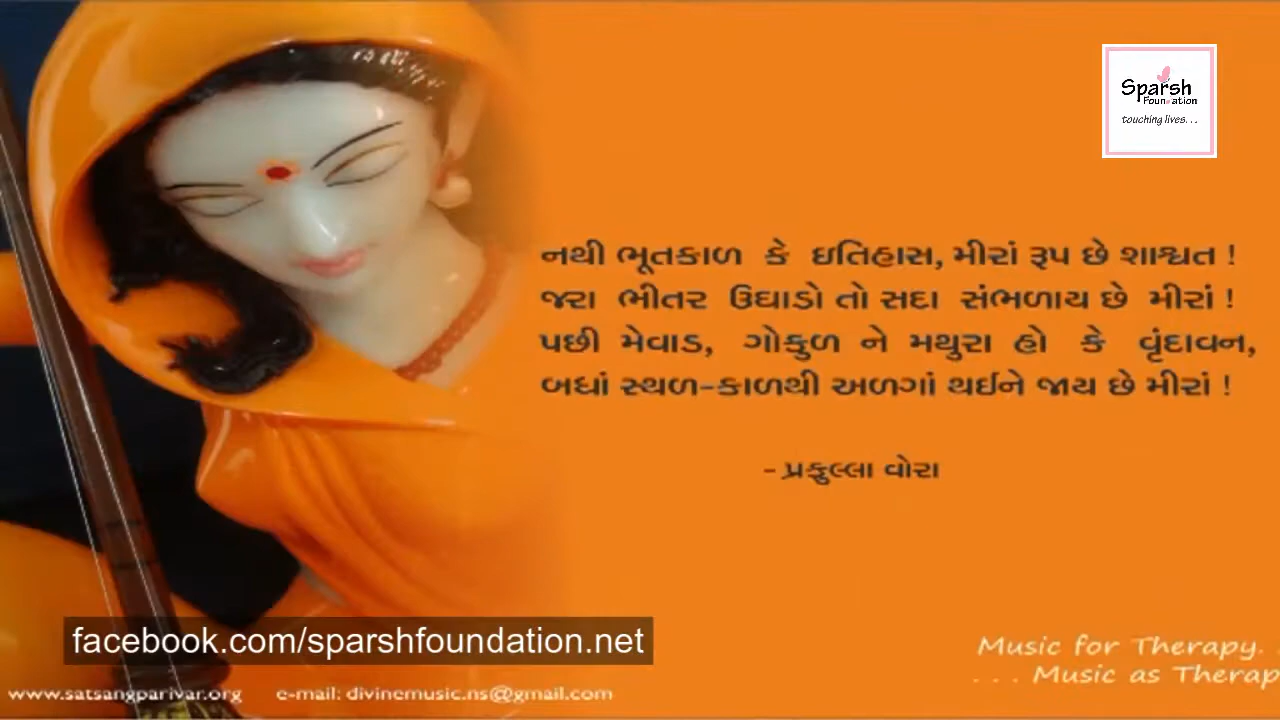 Sparsh
Foundation
touching lives...
નથી ભૂતકાળ કે ઇતિહાસ, મીરાં રૂપ છે શાશ્વત !
જરા ભીતર ઉઘાડો તો સદા સંભળાય છે મીરાં !
પછી મેવાડ, ગોકુળ ને મથુરા હો કે વૃંદાવન,
બધાં સ્થળ-કાળથી અળગાં થઈને જાય છે મીરાં !
- પ્રફુલ્લા વોરા
facebook.com/sparshfoundation.net
Music for Therapy. .
. . . Music as Therap
www.satsangparivar.org e-mail: divinemusic.ns@gmail.com